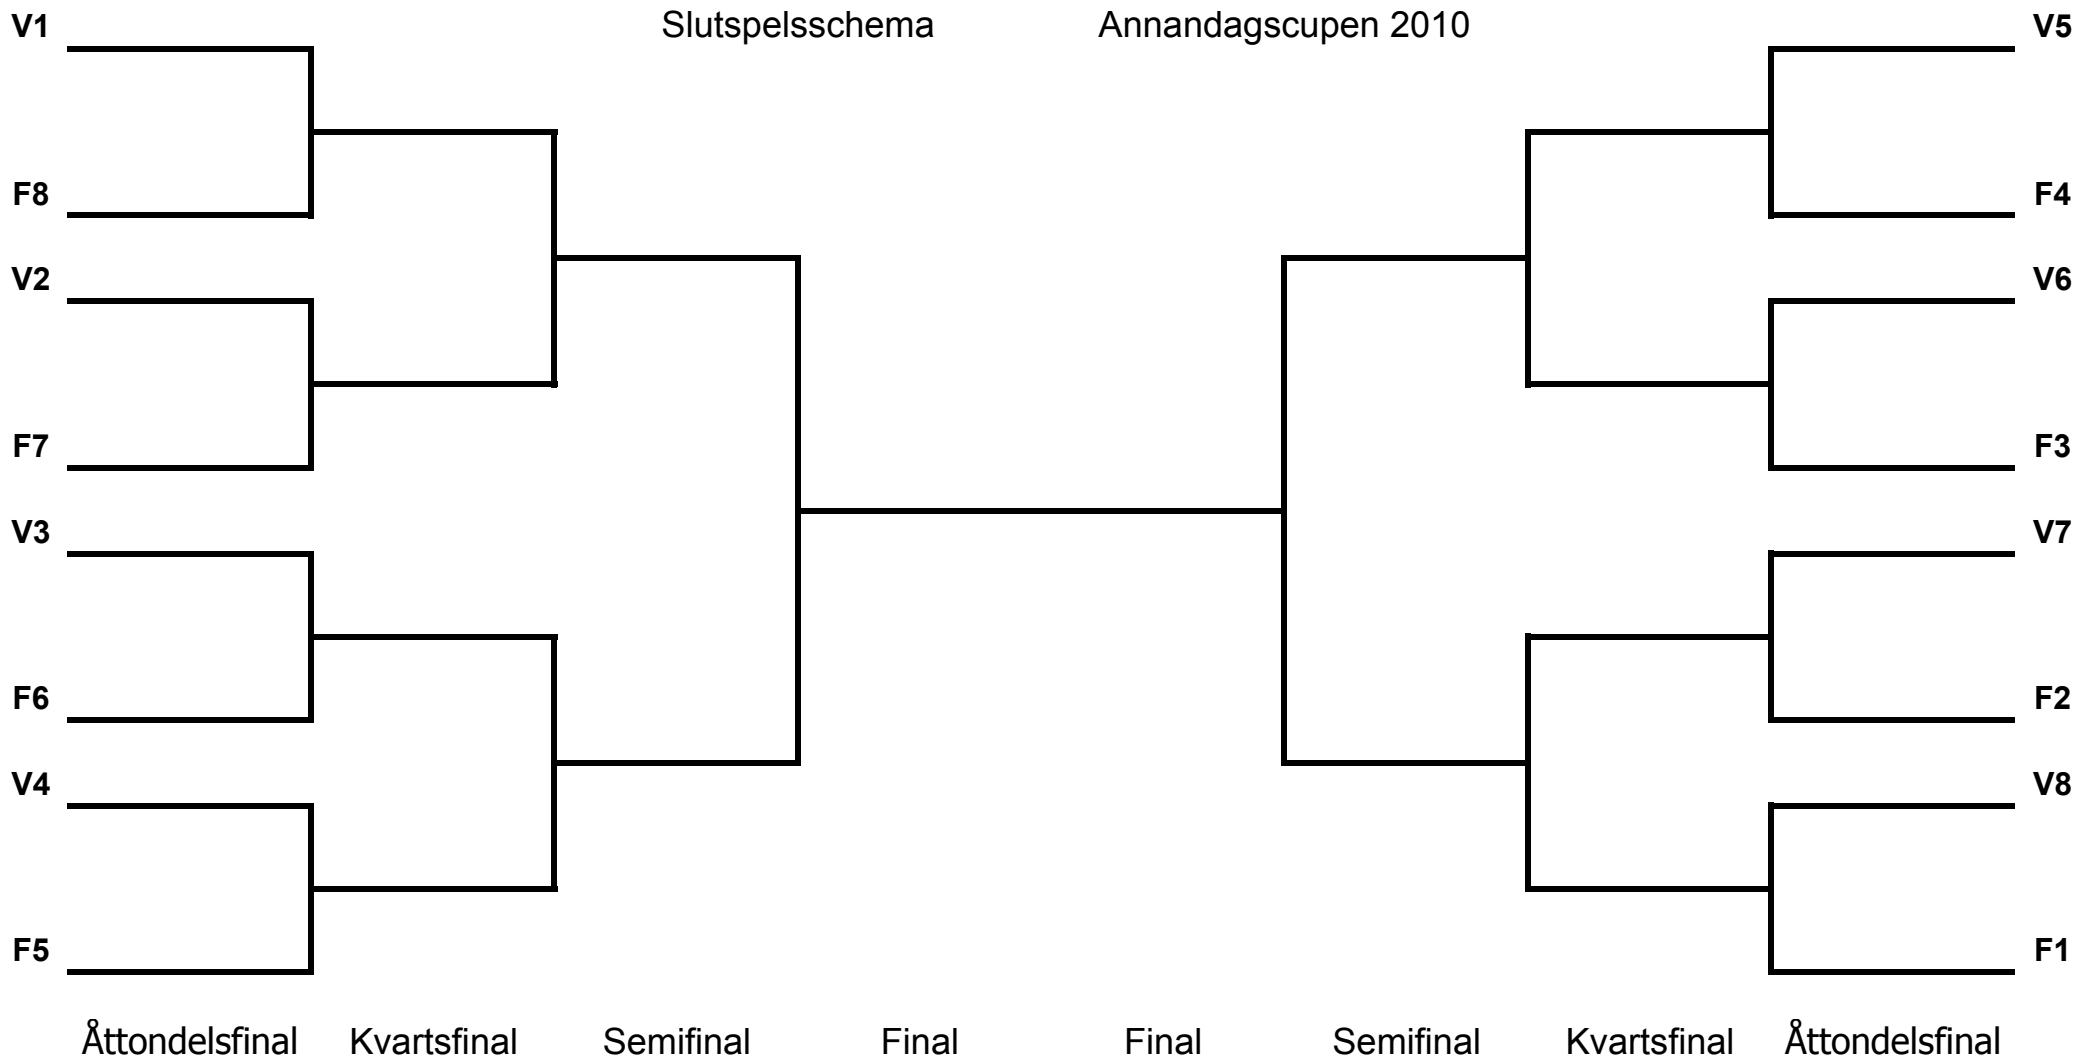 Slutspelsschema Annandagscupen 2010
V1 V5
F8 F4
V2 V6
F7 F3
V3 V7
F6 F2
V4 V8
F5 F1
Åttondelsfinal Kvartsfinal Semifinal Final Final Semifinal Kvartsfinal Åttondelsfinal